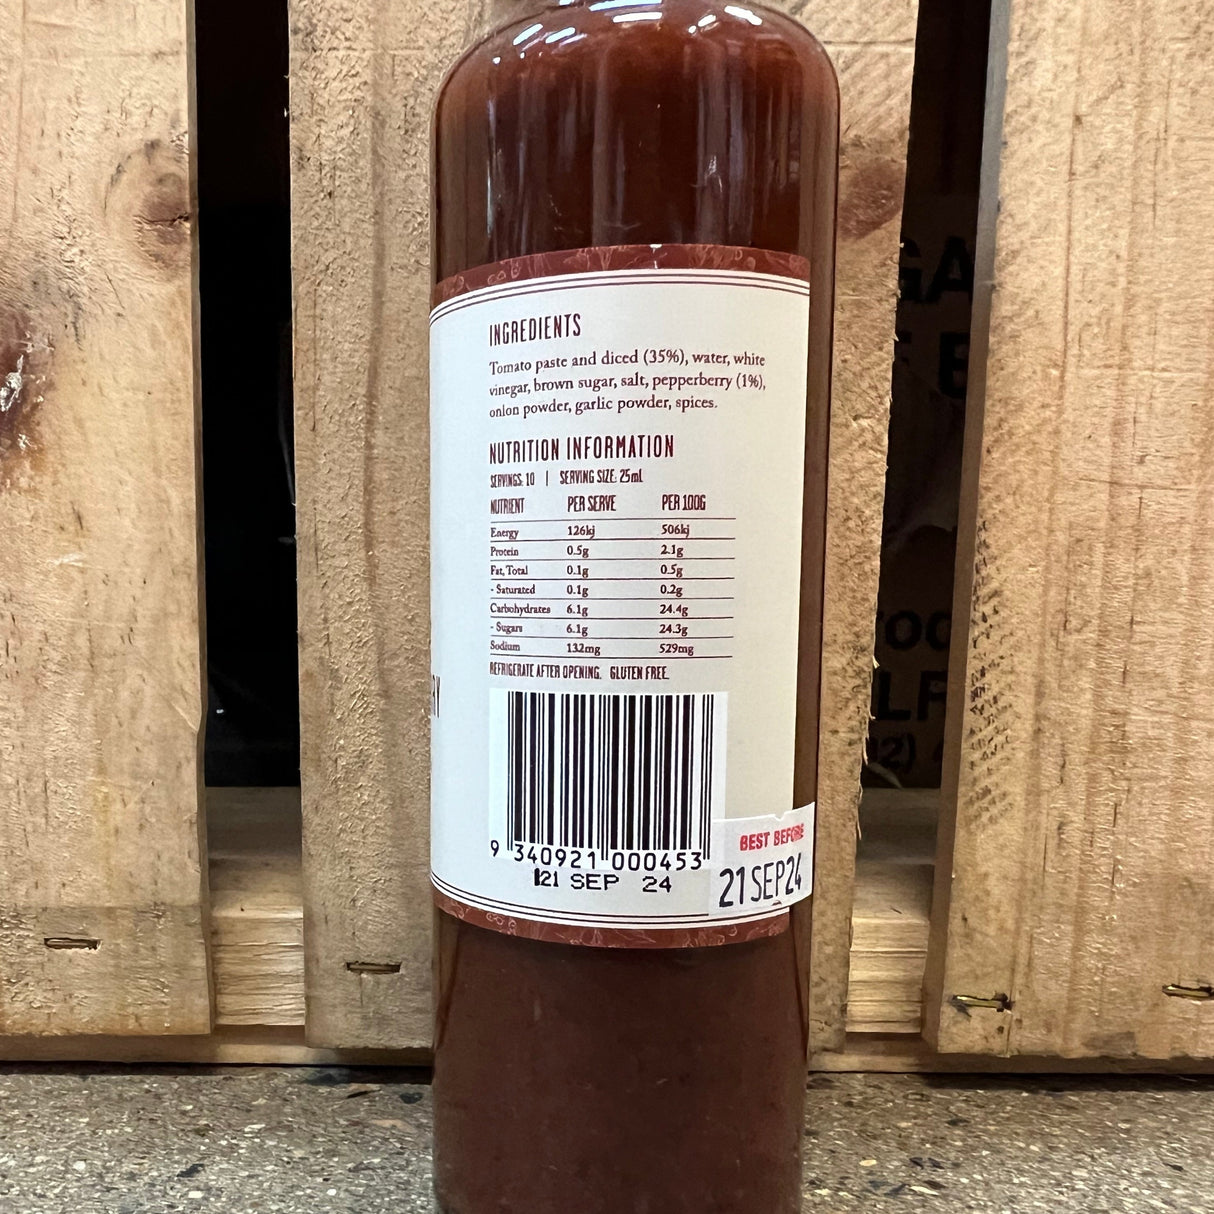 INGREDIENTS
Tomato paste and diced (35%), water, white
vinegar, brown sugar, salt, pepperberry (1%),
onion powder, garlic powder, spices.
NUTRITION INFORMATION
SERVINGS: 10 | SERVING SIZE: 25ml
NUTRIENT PER SERVE PER 100G
Energy 126kj 506kj
Protein 0.5g 2.1g
Fat, Total 0.1g 0.5g
- Saturated 0.1g 0.2g
Carbohydrates 6.1g 24.4g
- Sugars 6.1g 24.3g
Sodium 132mg 529mg
REFRIGERATE AFTER OPENING. GLUTEN FREE.
9 340921 000453
21 SEP 24
BEST BEFORE
21 SEP 24